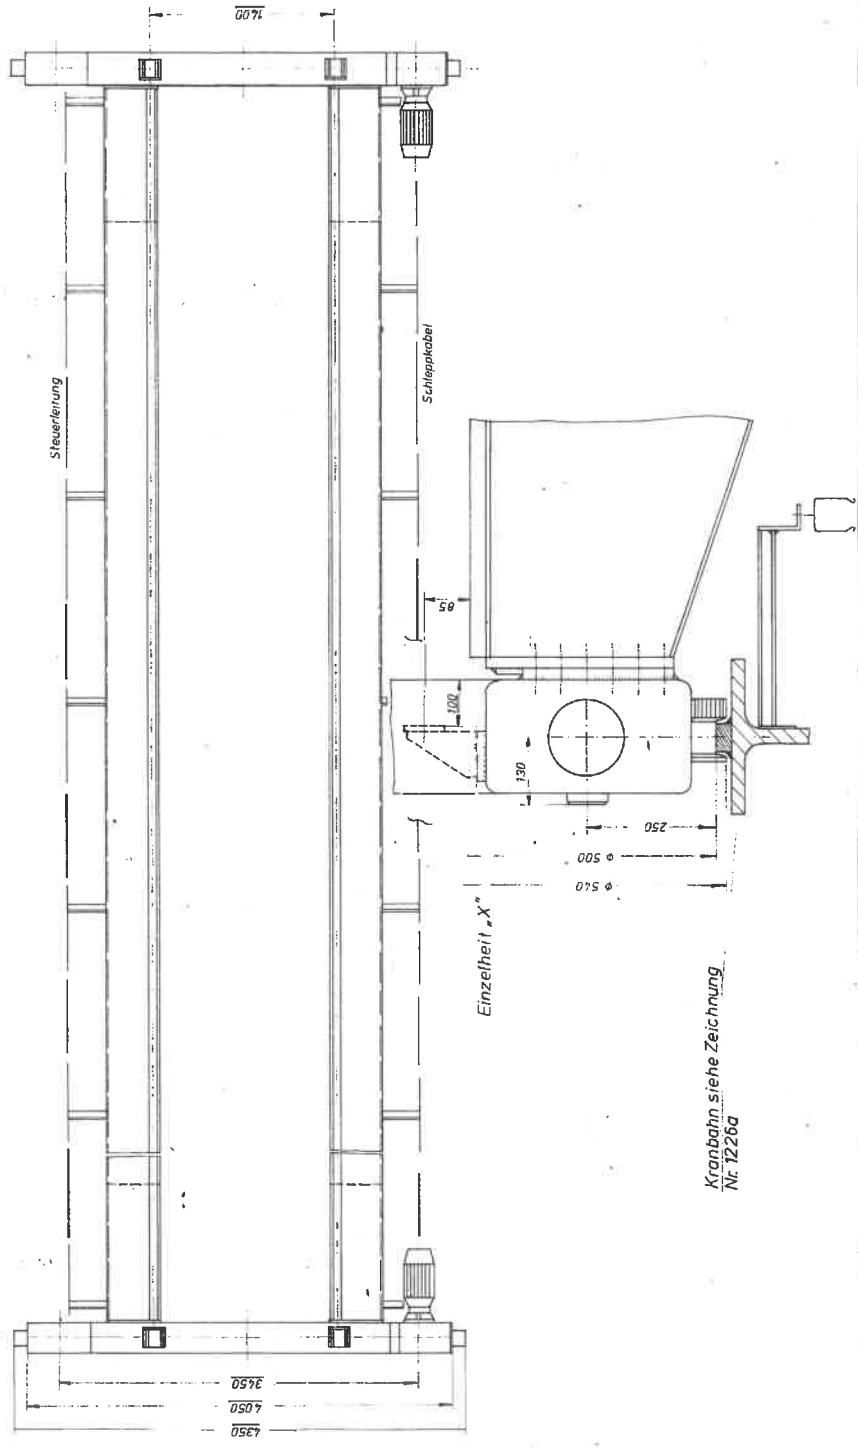 1400
Steuerleitung
Schleppkabel
85
100
130
250
ϕ 500
ϕ 540
Einzelheit „X"
Kranbahn siehe Zeichnung
Nr. 1226a
3450
4050
4350